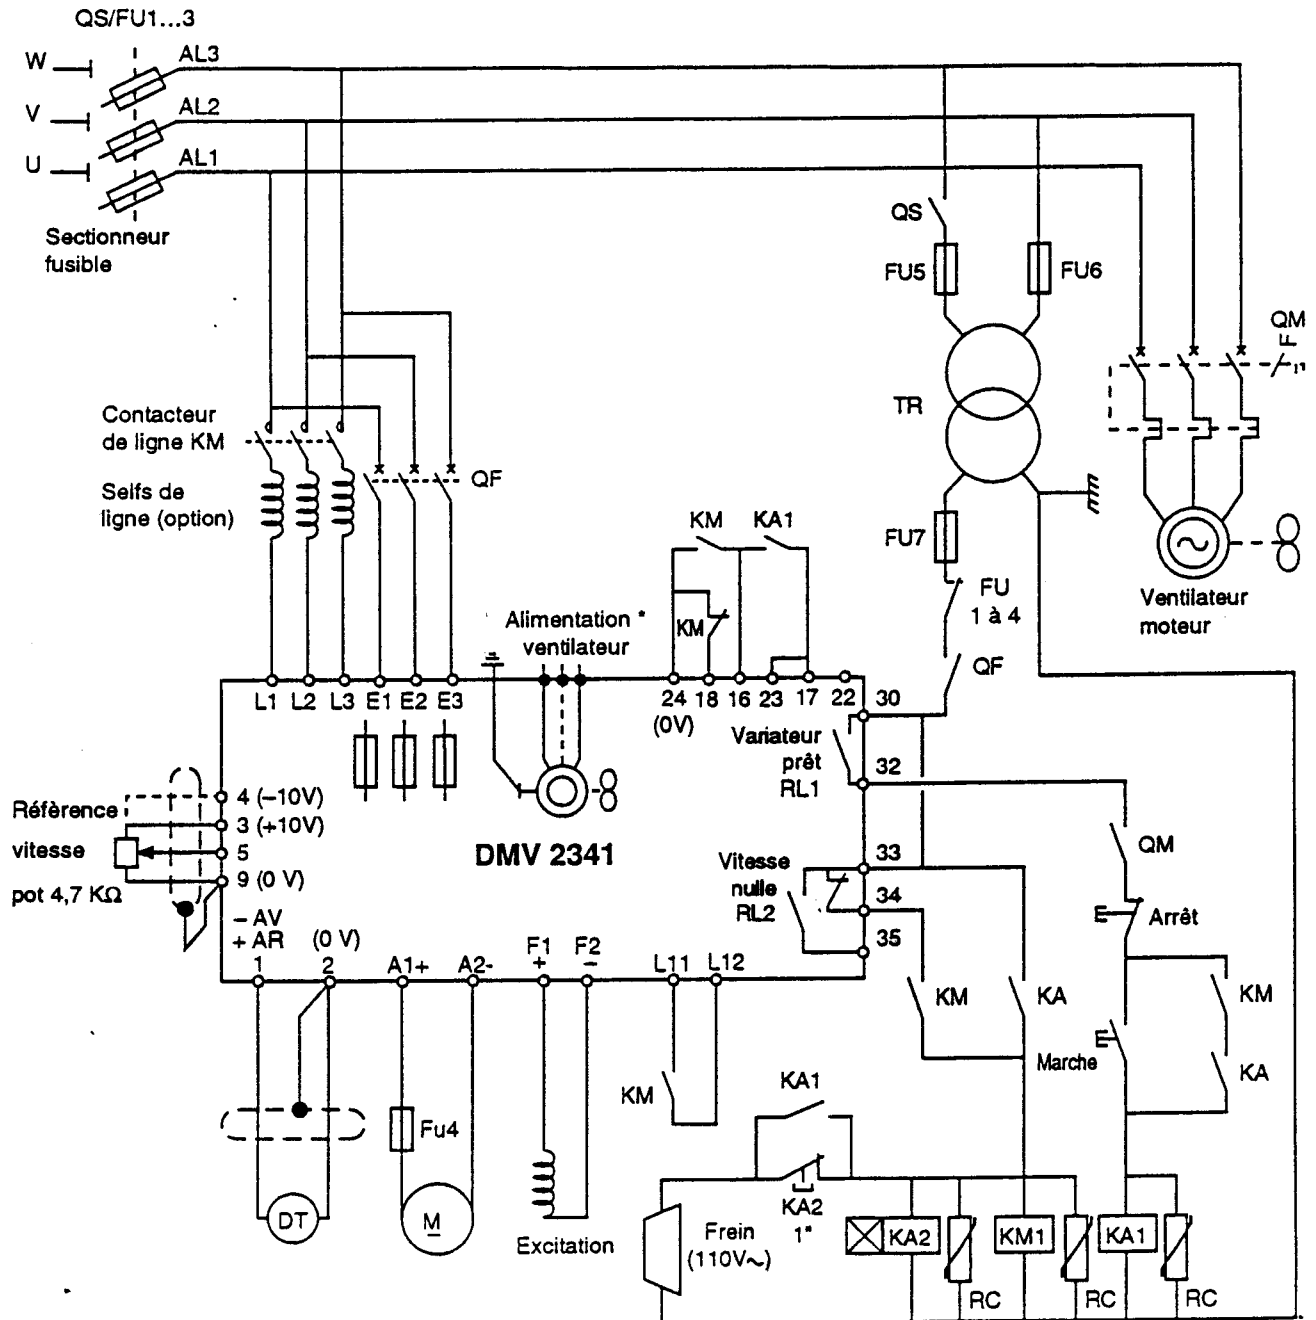 QS/FU1...3
W
AL3
V
AL2
U
AL1
Sectionneur
fusible
QS
FU5
FU6
QM
TR
Contacteur
de ligne KM
QF
Selfs de
ligne (option)
KM
KA1
FU7
FU
1 à 4
Ventilateur
moteur
Alimentation *
ventilateur
KM
QF
L1
L2
L3
E1
E2
E3
24
18
16
23
17
22
30
(0V)
Variateur
prêt
RL1
32
Réfèrence
vitesse
pot 4,7 KΩ
4 (–10V)
3 (+10V)
5
9 (0 V)
DMV 2341
QM
Vitesse
nulle
RL2
33
34
35
Arrêt
– AV
+ AR
(0 V)
1
2
A1+
A2-
F1
+
F2
–
L11
L12
KM
KA
KM
Marche
KA
KM
KA1
Fu4
KA2
1"
DT
M
Excitation
Frein
(110V~)
KA2
KM1
KA1
RC
RC
RC